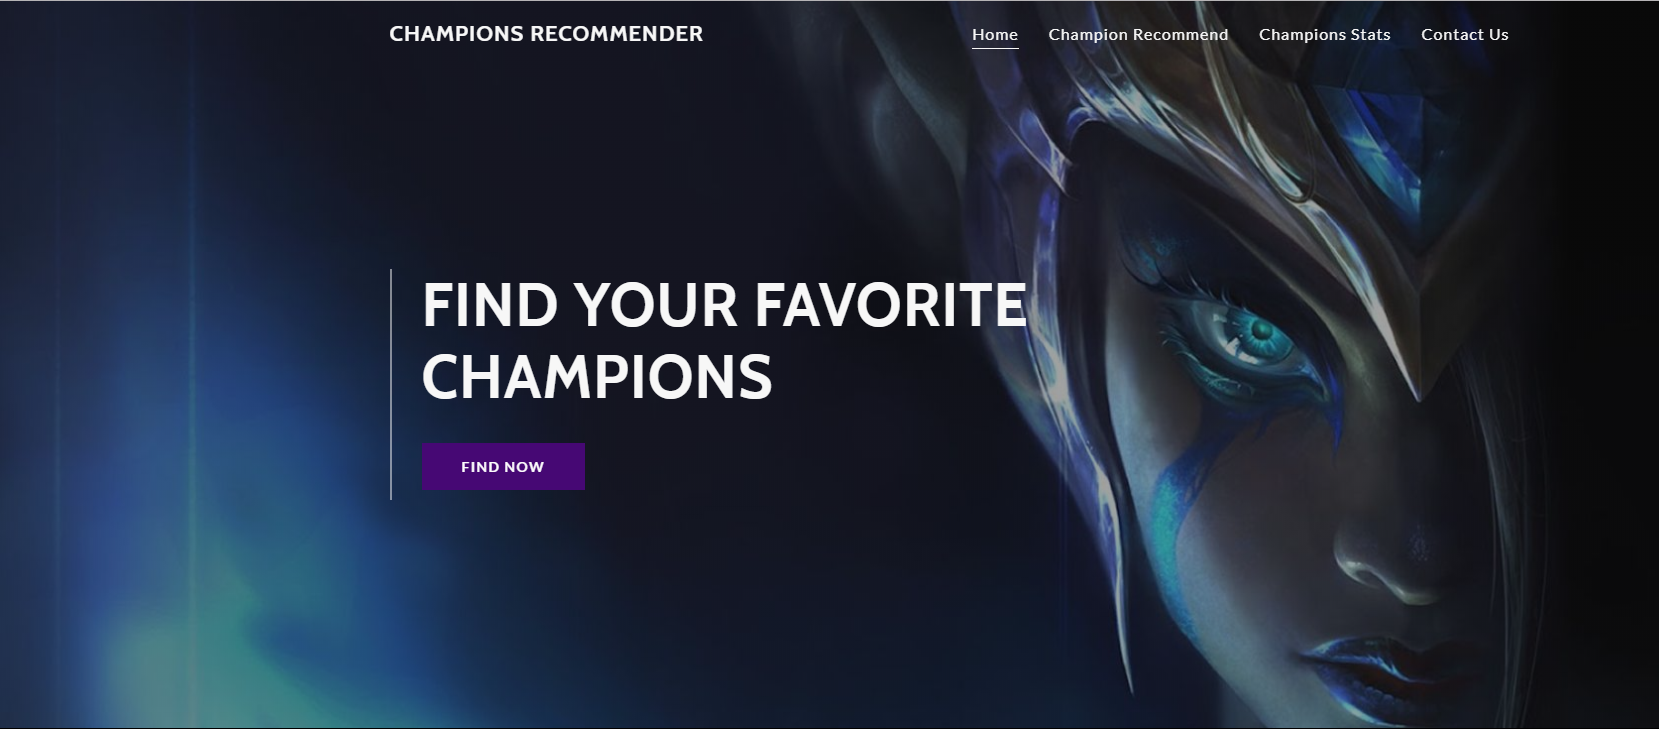 CHAMPIONS RECOMMENDER
Home
Champion Recommend
Champions Stats
Contact Us
FIND YOUR FAVORITE
CHAMPIONS
FIND NOW